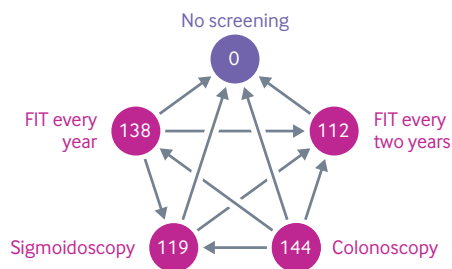 No screening
0
FIT every
year
138
112
FIT every
two years
Sigmoidoscopy
119
144
Colonoscopy